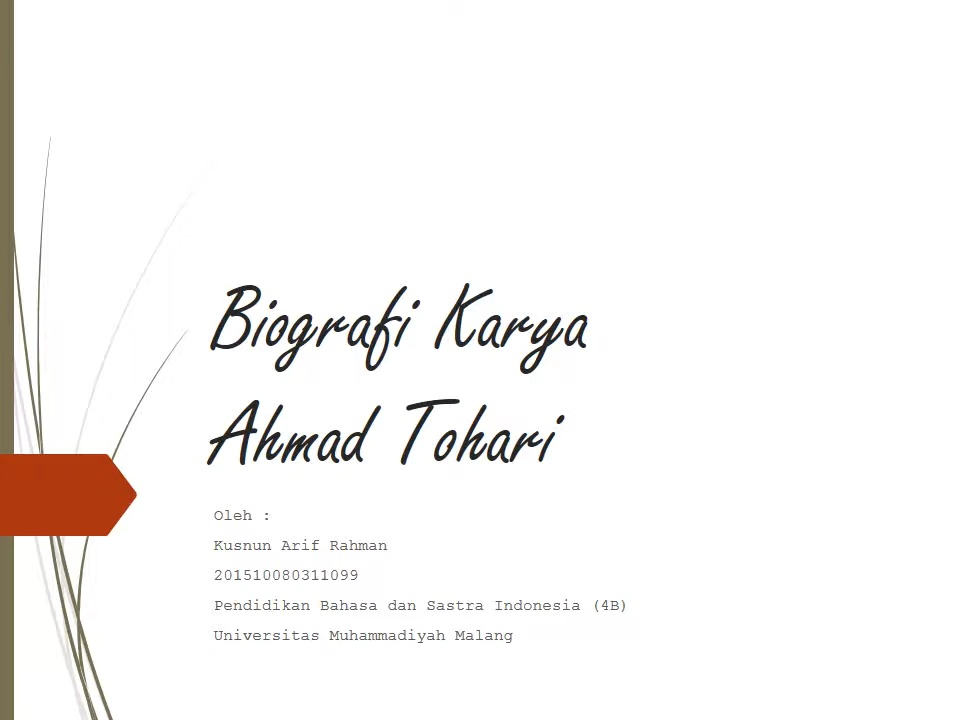 Biografi Karya
Ahmad Tohari
Oleh :
Kusnun Arif Rahman
201510080311099
Pendidikan Bahasa dan Sastra Indonesia (4B)
Universitas Muhammadiyah Malang